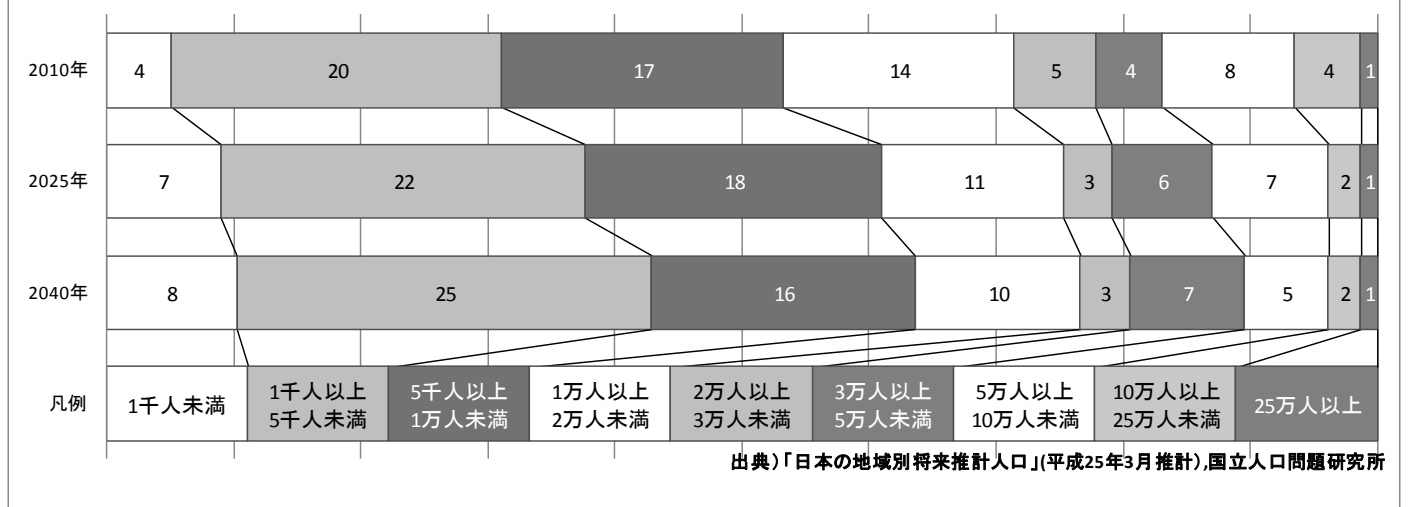 2010年 4 20 17 14 5 4 8 4 1
2025年 7 22 18 11 3 6 7 2 1
2040年 8 25 16 10 3 7 5 2 1
凡例
1千人未満
1千人以上
5千人未満
5千人以上
1万人未満
1万人以上
2万人未満
2万人以上
3万人未満
3万人以上
5万人未満
5万人以上
10万人未満
10万人以上
25万人未満
25万人以上
出典)「日本の地域別将来推計人口」(平成25年3月推計),国立人口問題研究所